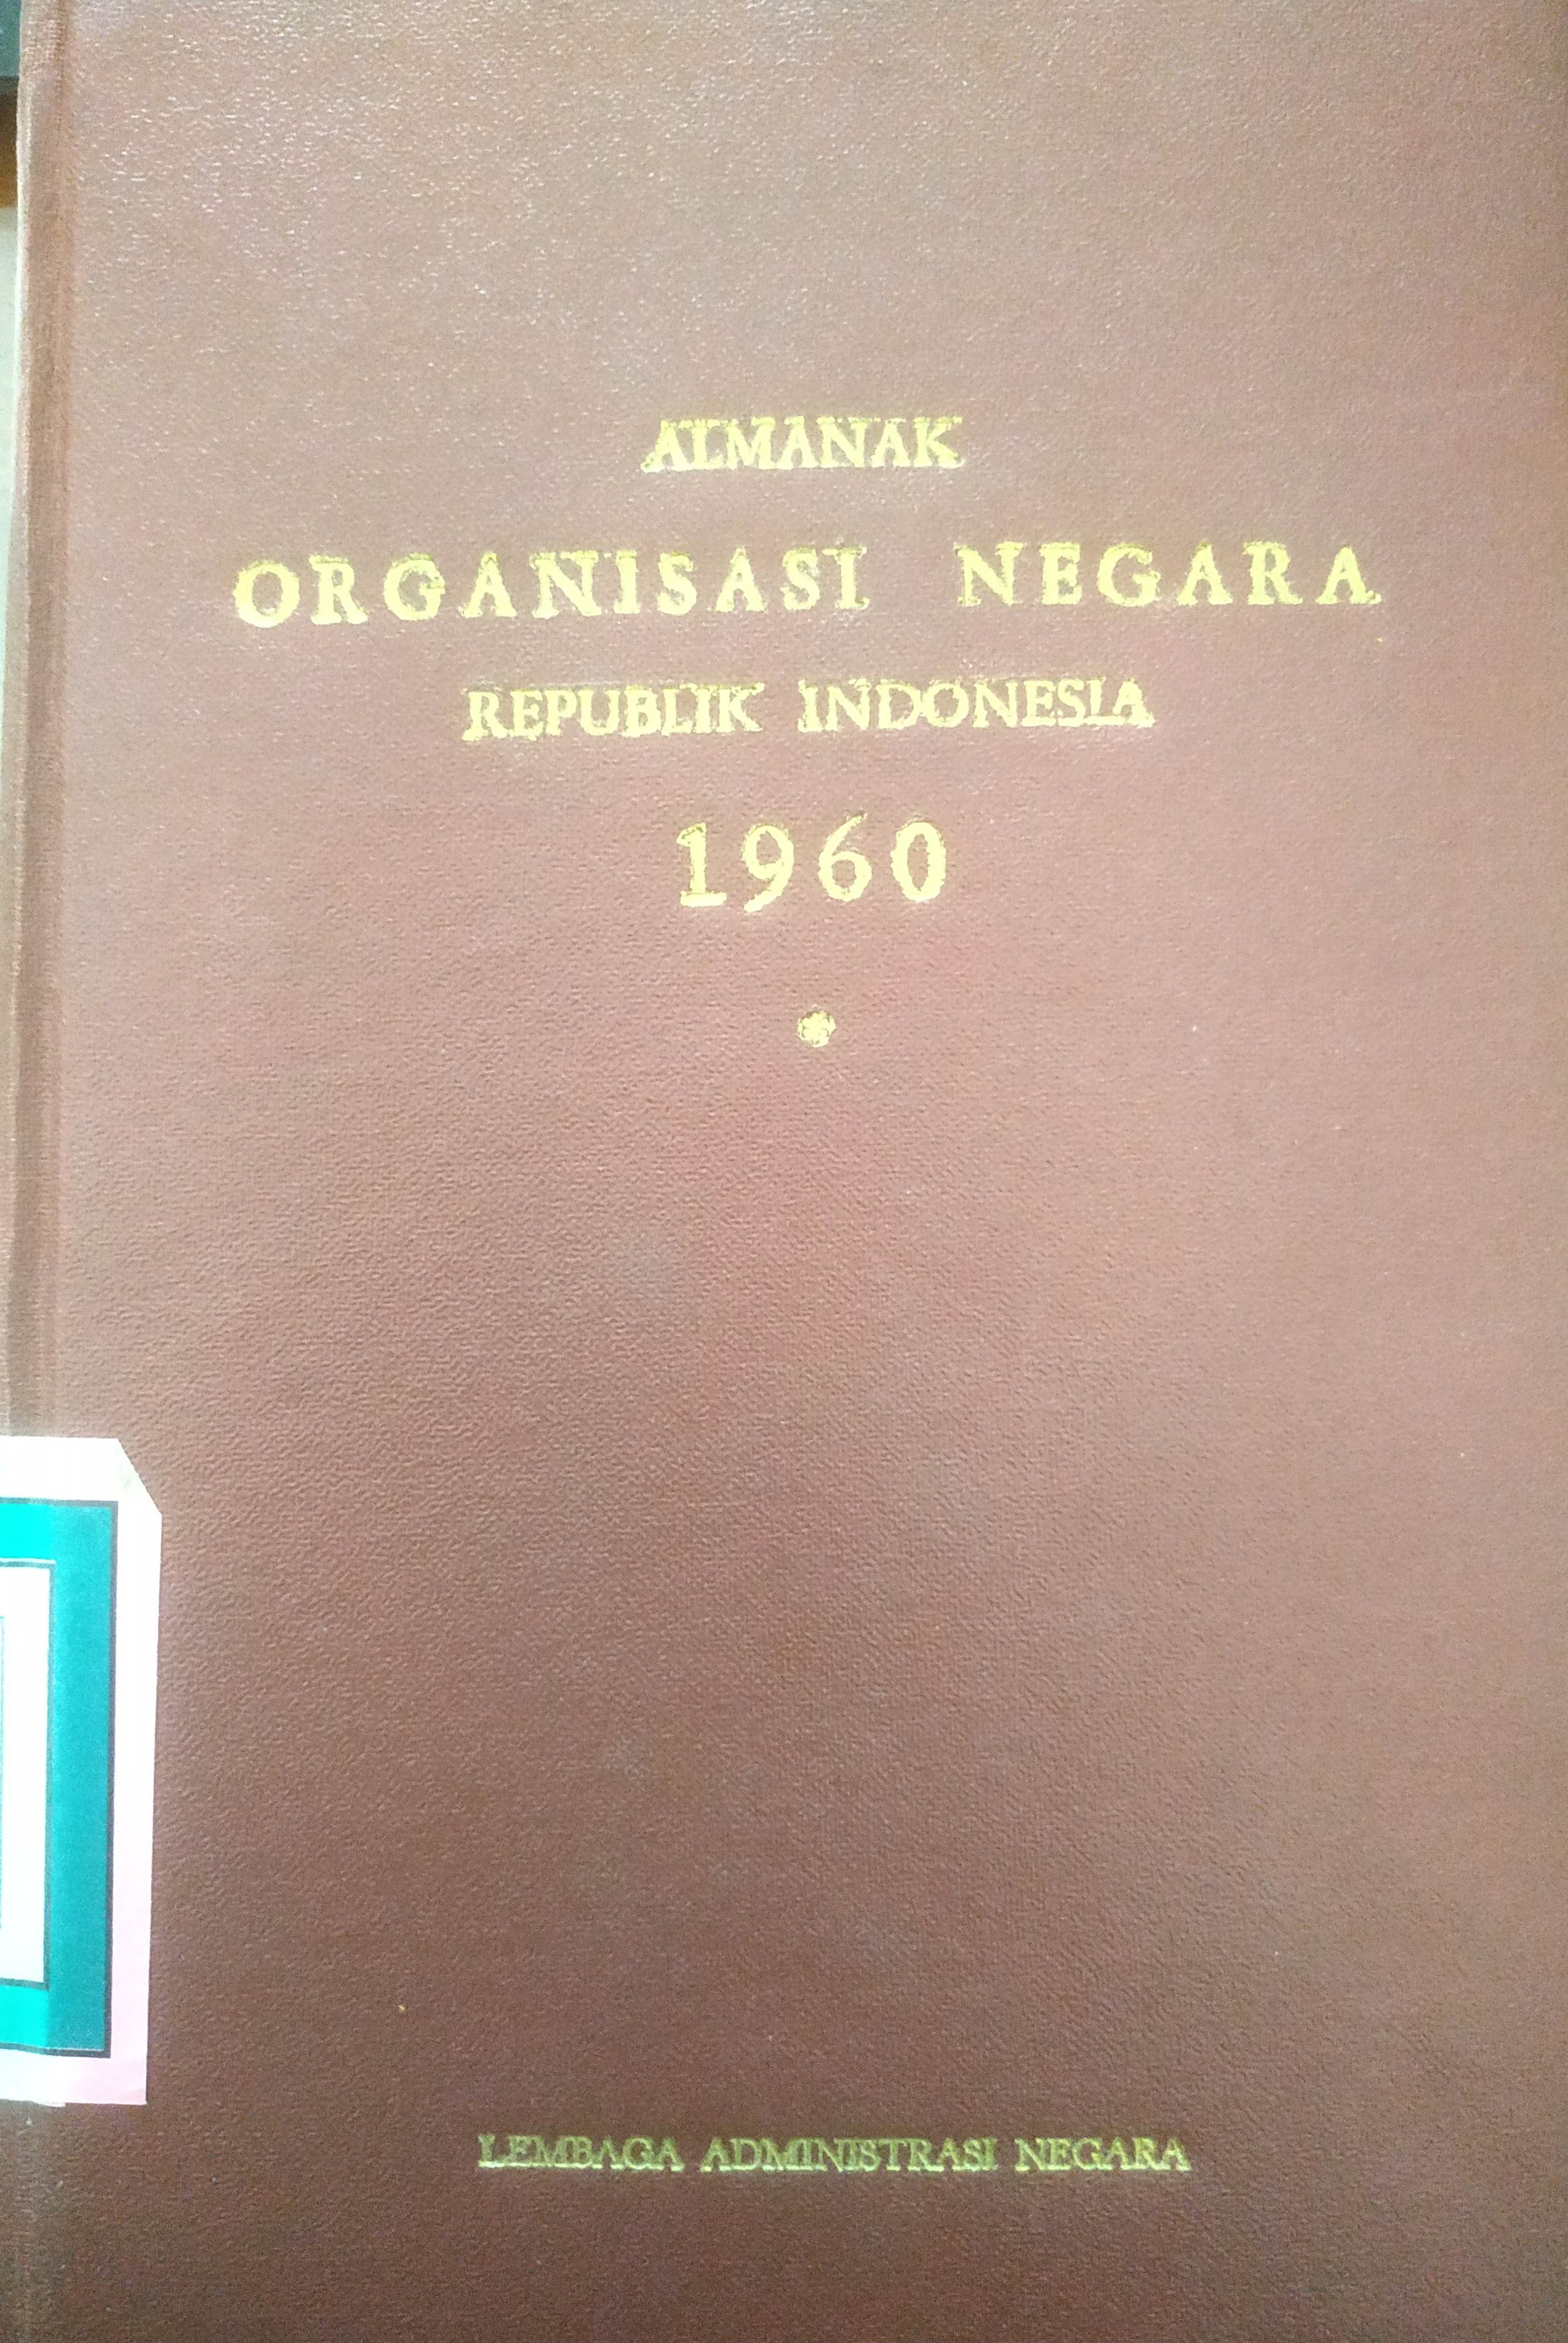 ALMANAK
ORGANISASI NEGARA
REPUBLIK INDONESIA
1960
LEMBAGA ADMINISTRASI NEGARA